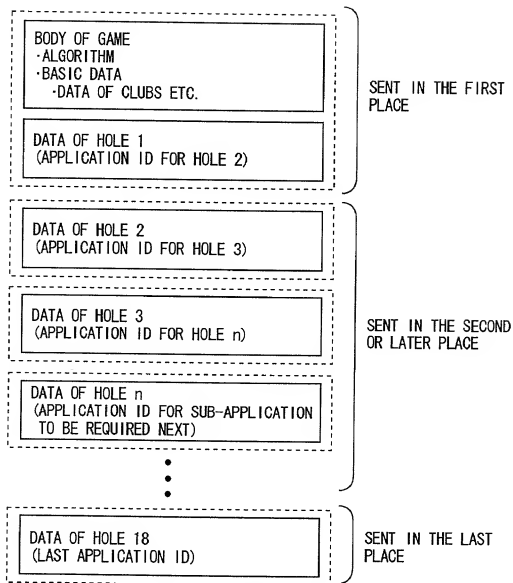 BODY OF GAME
·ALGORITHM
·BASIC DATA
·DATA OF CLUBS ETC.
SENT IN THE FIRST
PLACE
DATA OF HOLE 1
(APPLICATION ID FOR HOLE 2)
DATA OF HOLE 2
(APPLICATION ID FOR HOLE 3)
DATA OF HOLE 3
(APPLICATION ID FOR HOLE n)
SENT IN THE SECOND
OR LATER PLACE
DATA OF HOLE n
(APPLICATION ID FOR SUB-APPLICATION
TO BE REQUIRED NEXT)
DATA OF HOLE 18
(LAST APPLICATION ID)
SENT IN THE LAST
PLACE